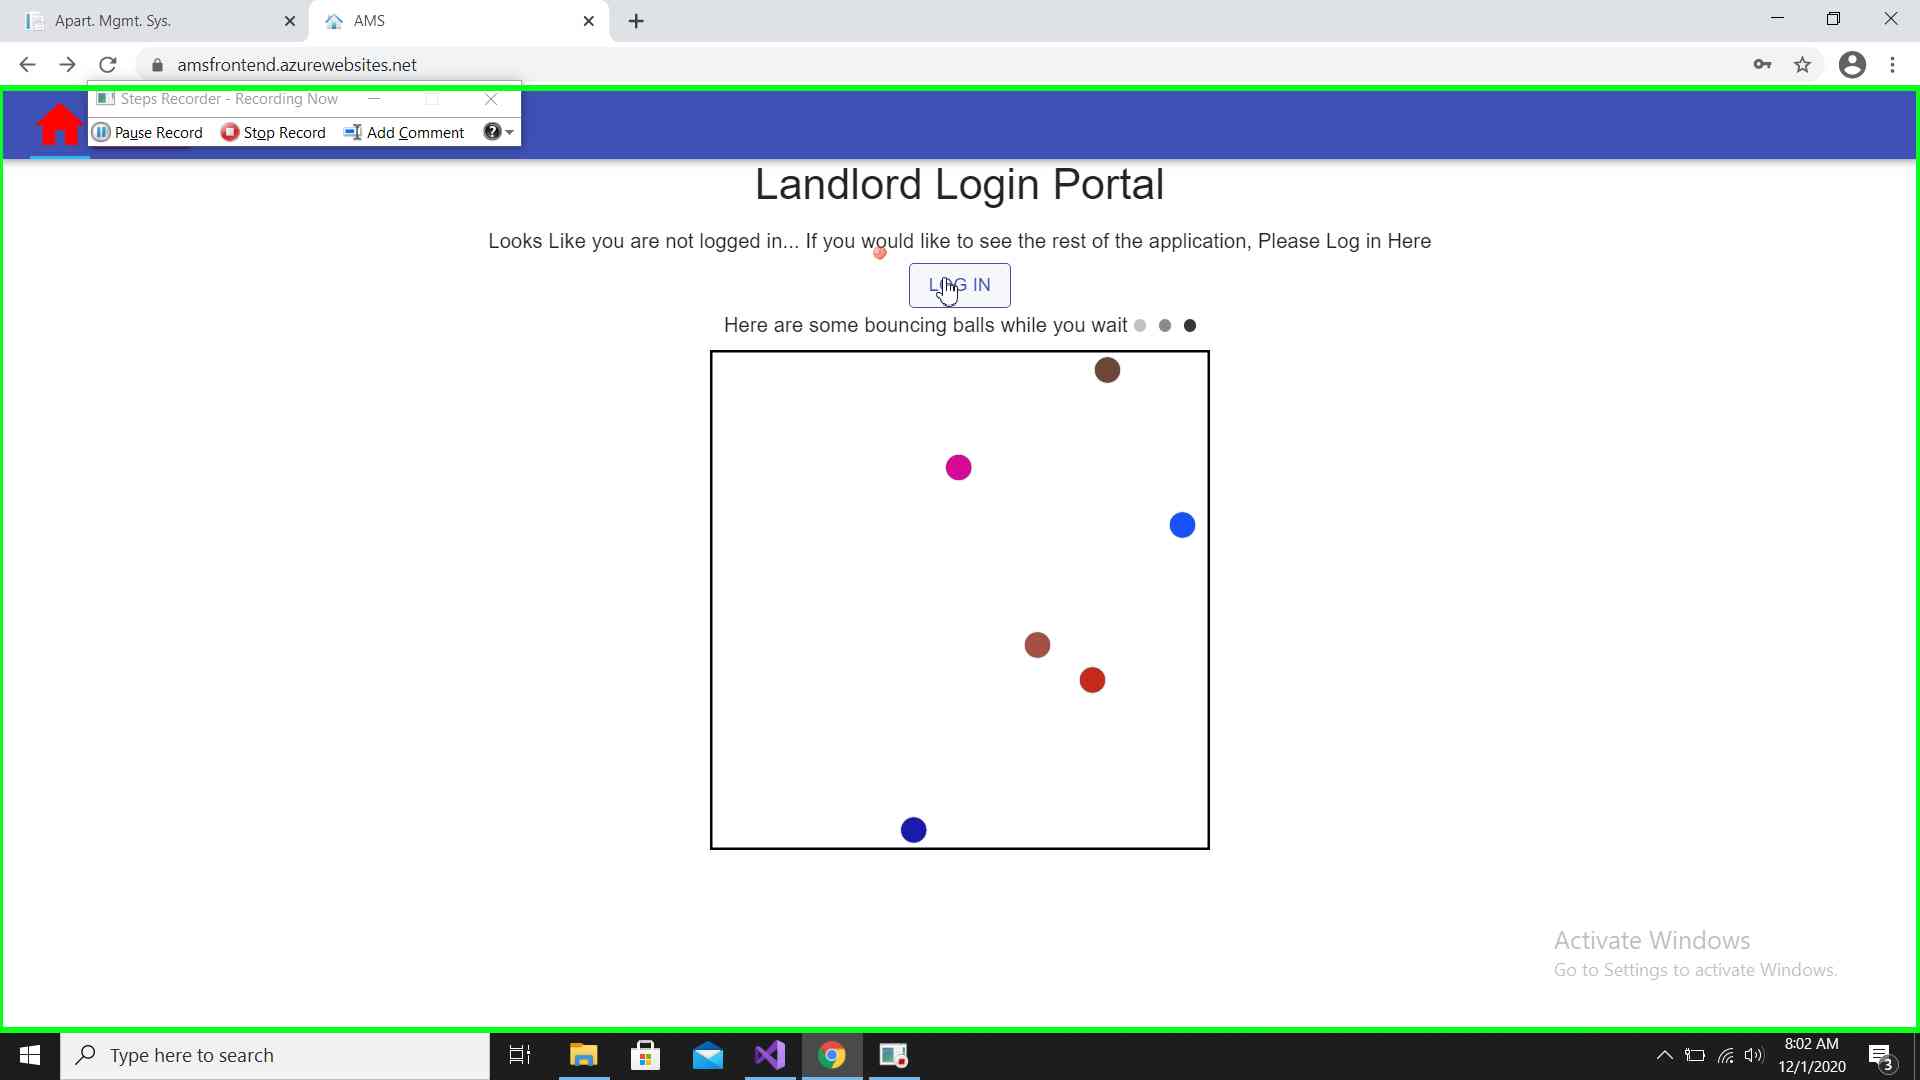 Apart. Mgmt. Sys.
AMS
amsfrontend.azurewebsites.net
Steps Recorder - Recording Now
Pause Record
Stop Record
Add Comment
?
Landlord Login Portal
Looks Like you are not logged in... If you would like to see the rest of the application, Please Log in Here
LOG IN
Here are some bouncing balls while you wait
Activate Windows
Go to Settings to activate Windows.
Type here to search
8:02 AM
12/1/2020
3